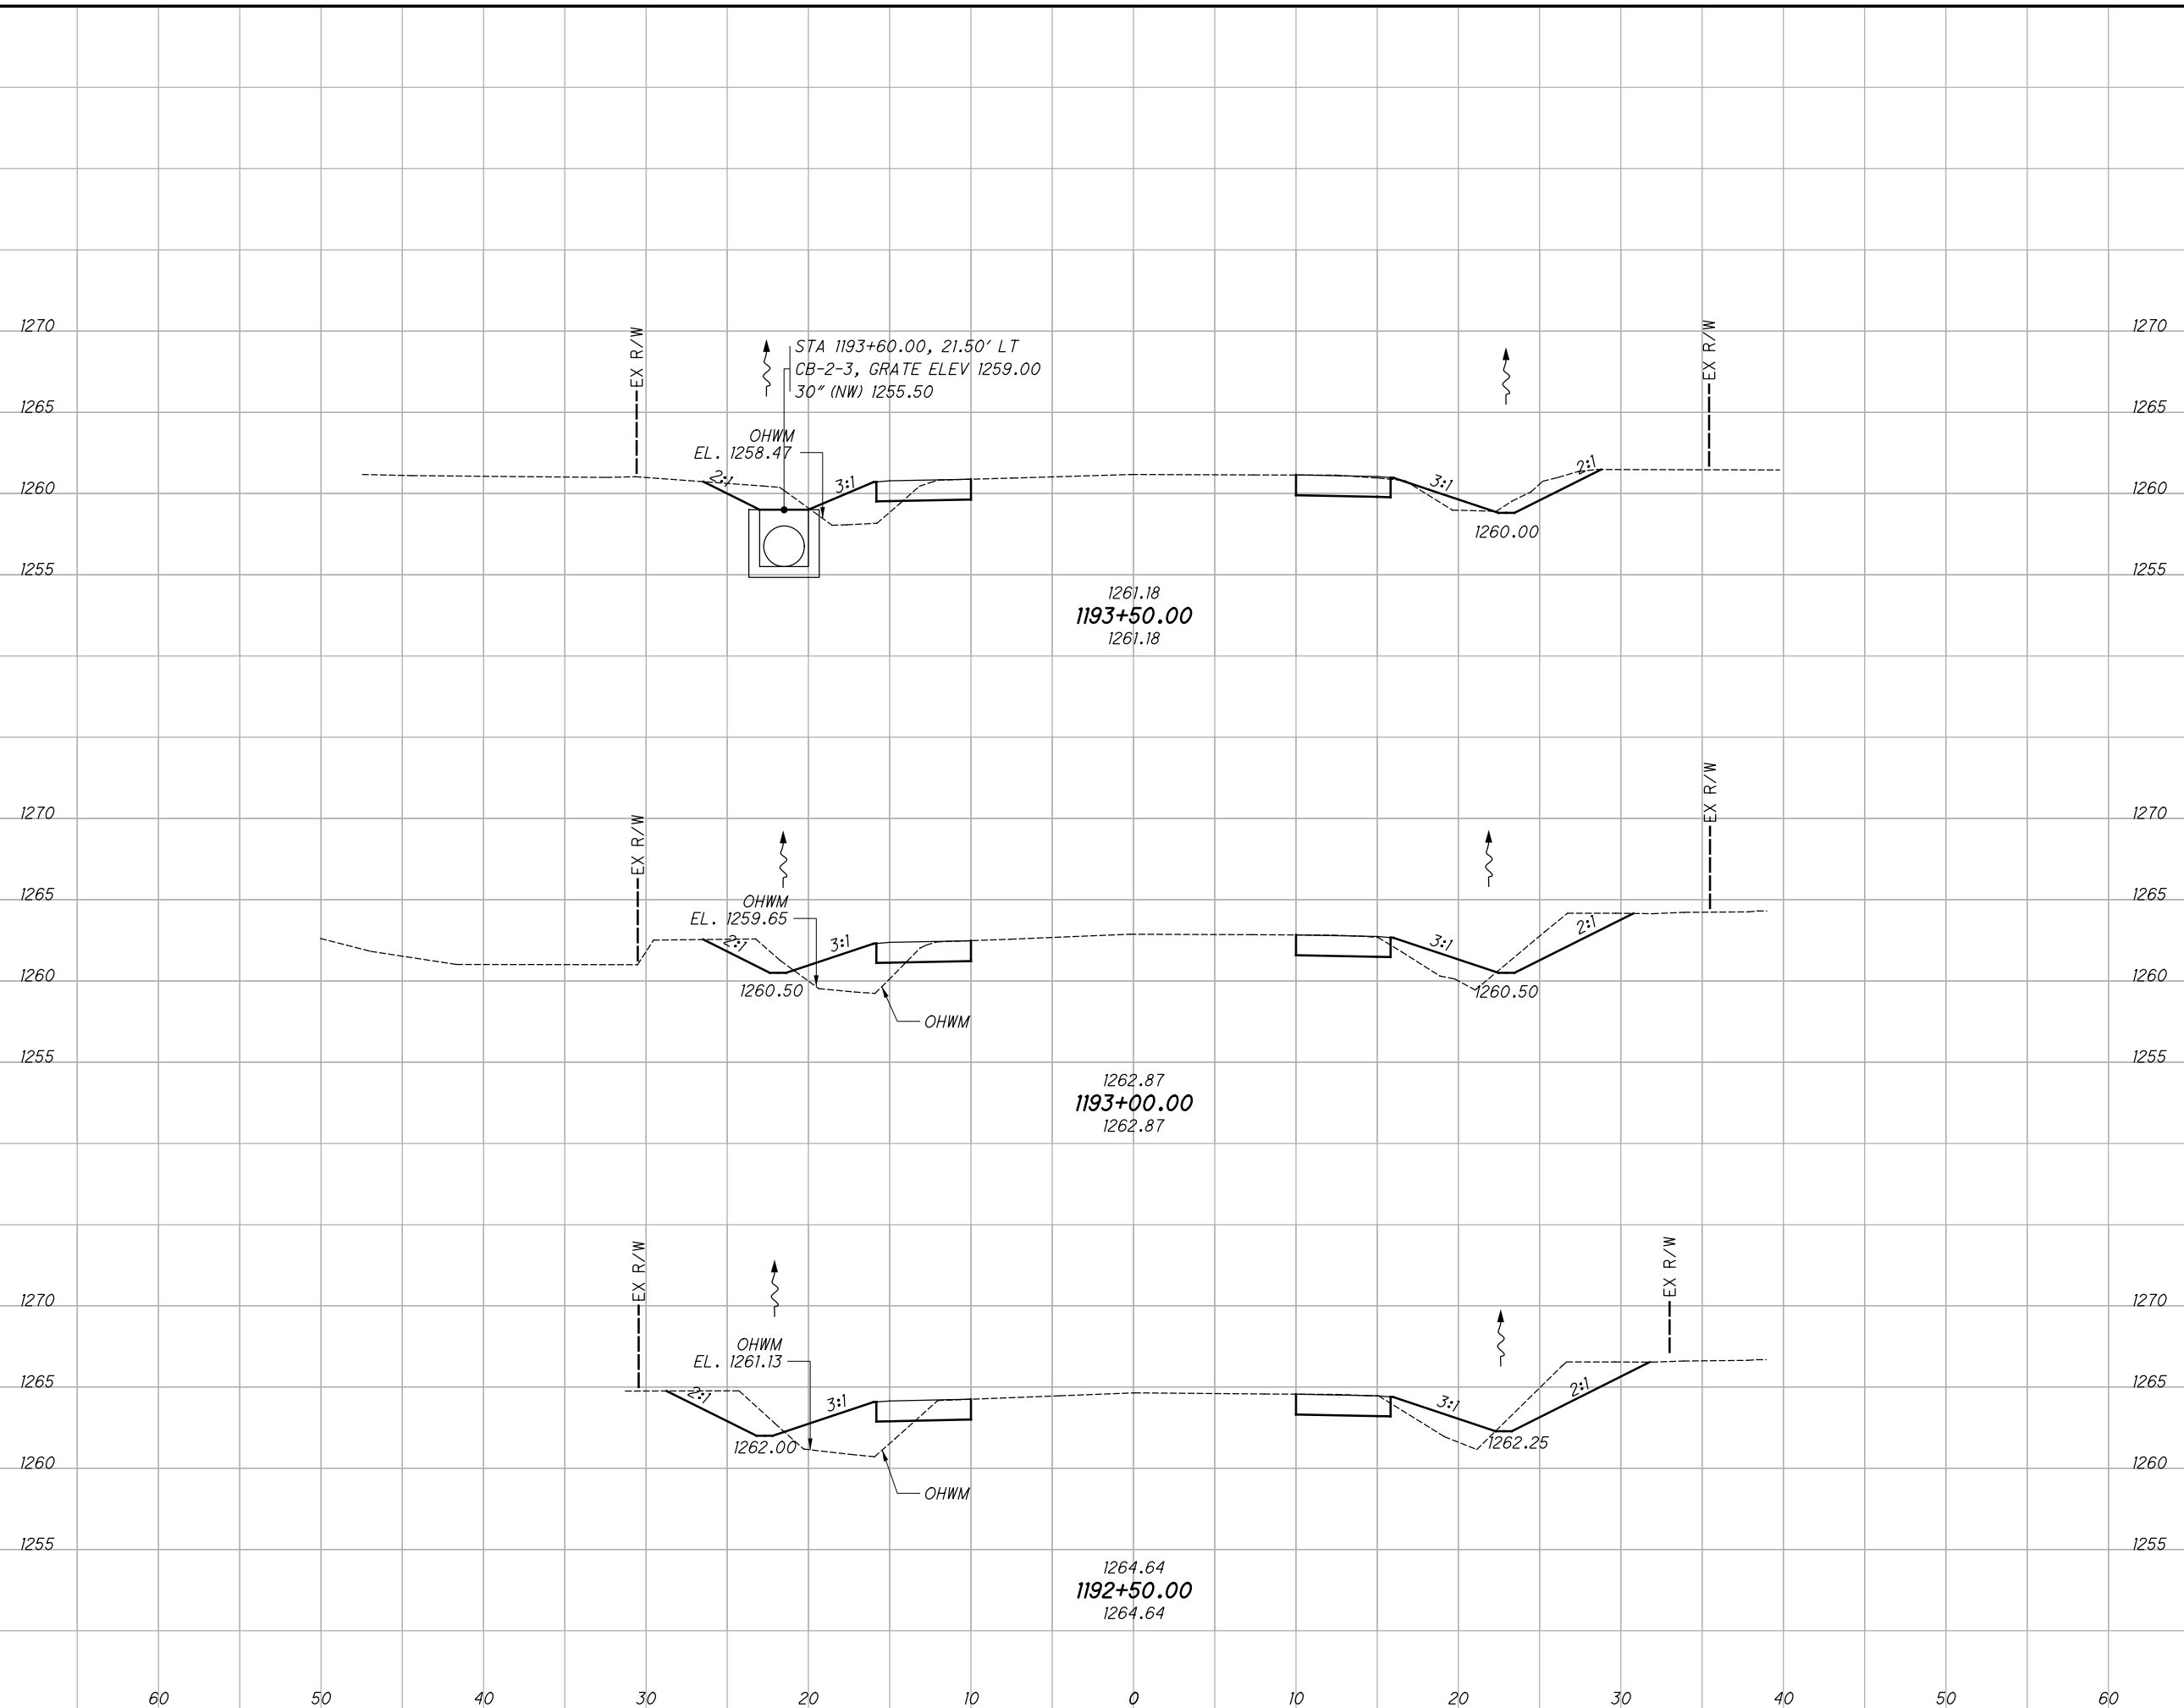 EX R/W
STA 1193+60.00, 21.50' LT
CB-2-3, GRATE ELEV 1259.00
30" (NW) 1255.50
EX R/W
1270
1270
1265
1265
OHWM
EL. 1258.47
2:1
3:1
3:1
2:1
1260
1260
1260.00
1255
1255
1261.18
1193+50.00
1261.18
EX R/W
EX R/W
1270
1270
1265
1265
OHWM
EL. 1259.65
2:1
3:1
3:1
2:1
1260
1260
1260.50
1260.50
OHWM
1255
1255
1262.87
1193+00.00
1262.87
EX R/W
EX R/W
1270
1270
OHWM
EL. 1261.13
1265
1265
2:1
3:1
3:1
2:1
1262.00
1262.25
1260
1260
OHWM
1255
1255
1264.64
1192+50.00
1264.64
60 50 40 30 20 10 0 10 20 30 40 50 60